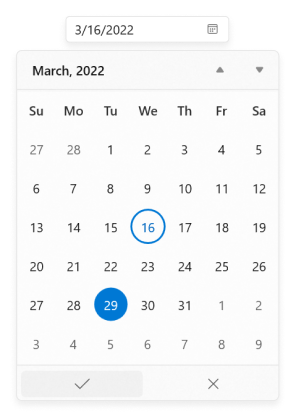 3/16/2022
March, 2022
Su Mo Tu We Th Fr Sa
27 28 1 2 3 4 5
6 7 8 9 10 11 12
13 14 15 16 17 18 19
20 21 22 23 24 25 26
27 28 29 30 31 1 2
3 4 5 6 7 8 9